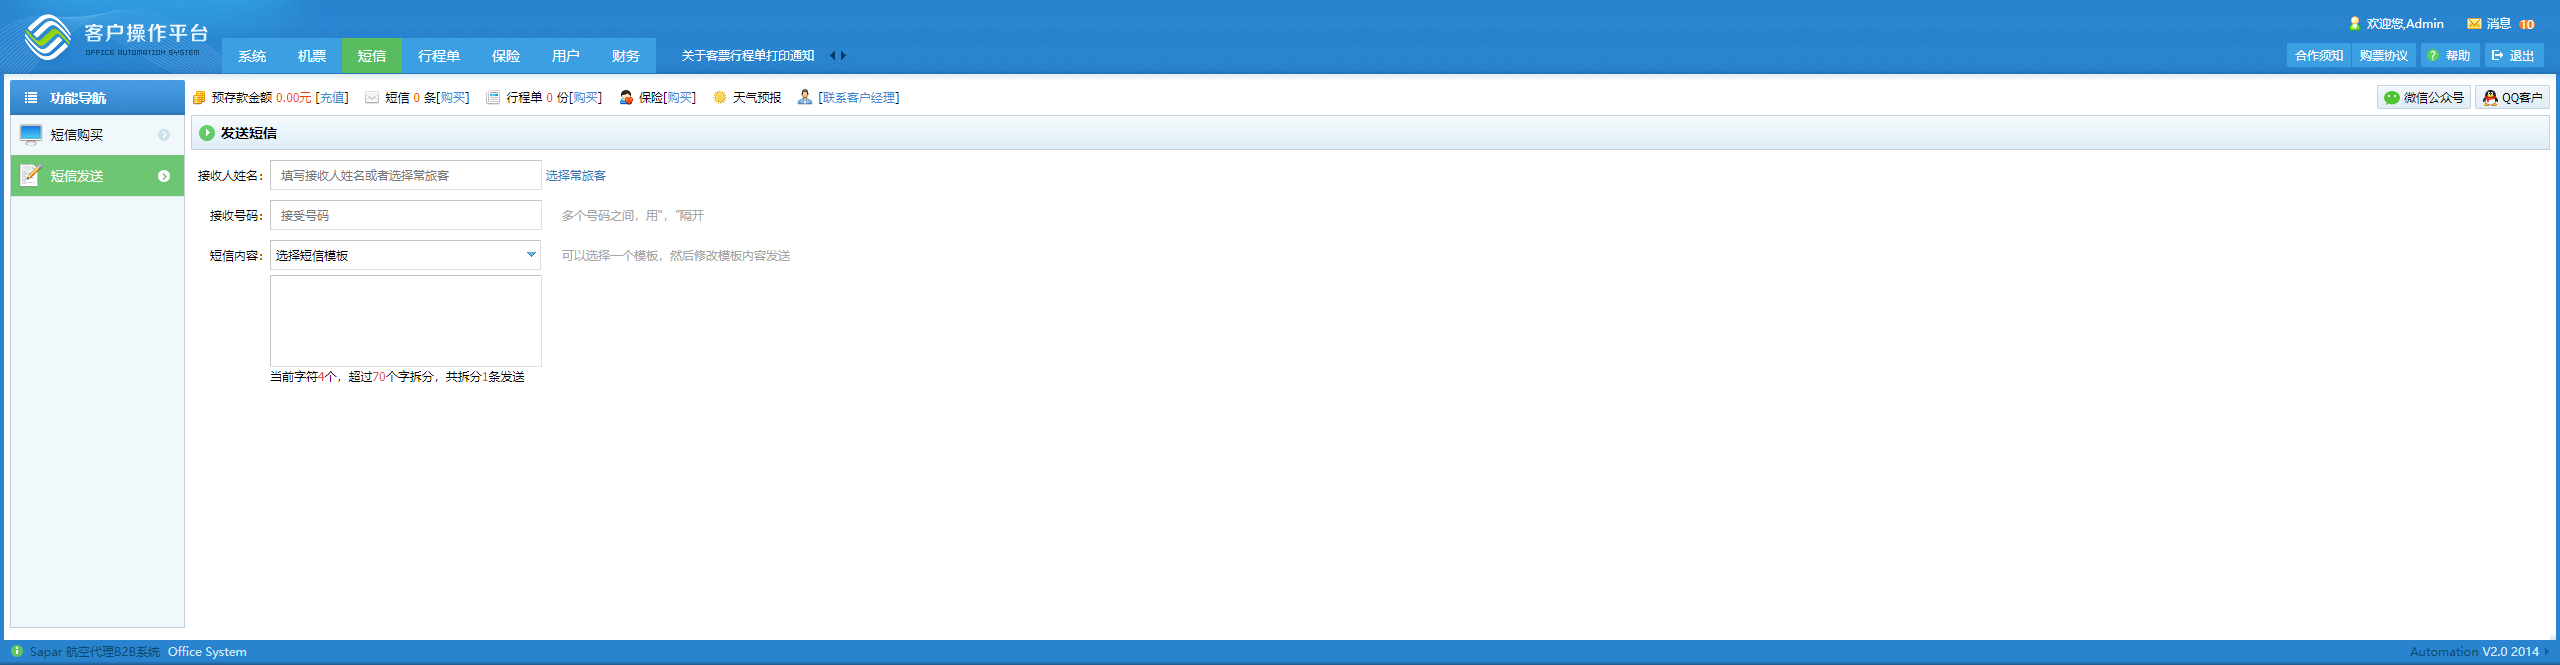 客户操作平台
OFFICE AUTOMATION SYSTEM
系统 机票 短信 行程单 保险 用户 财务 关于客票行程单打印通知
欢迎您,Admin 消息 10
合作须知 购票协议 帮助 退出
功能导航
短信购买
短信发送
预存款金额 0.00元 [充值] 短信 0 条[购买] 行程单 0 份[购买] 保险[购买] 天气预报 [联系客户经理] 微信公众号 QQ客户
发送短信
接收人姓名： 填写接收人姓名或者选择常旅客 选择常旅客
接收号码： 接受号码 多个号码之间，用“，”隔开
短信内容： 选择短信模板 可以选择一个模板，然后修改模板内容发送
当前字符4个，超过70个字拆分，共拆分1条发送
Sapar 航空代理B2B系统 Office System Automation V2.0 2014